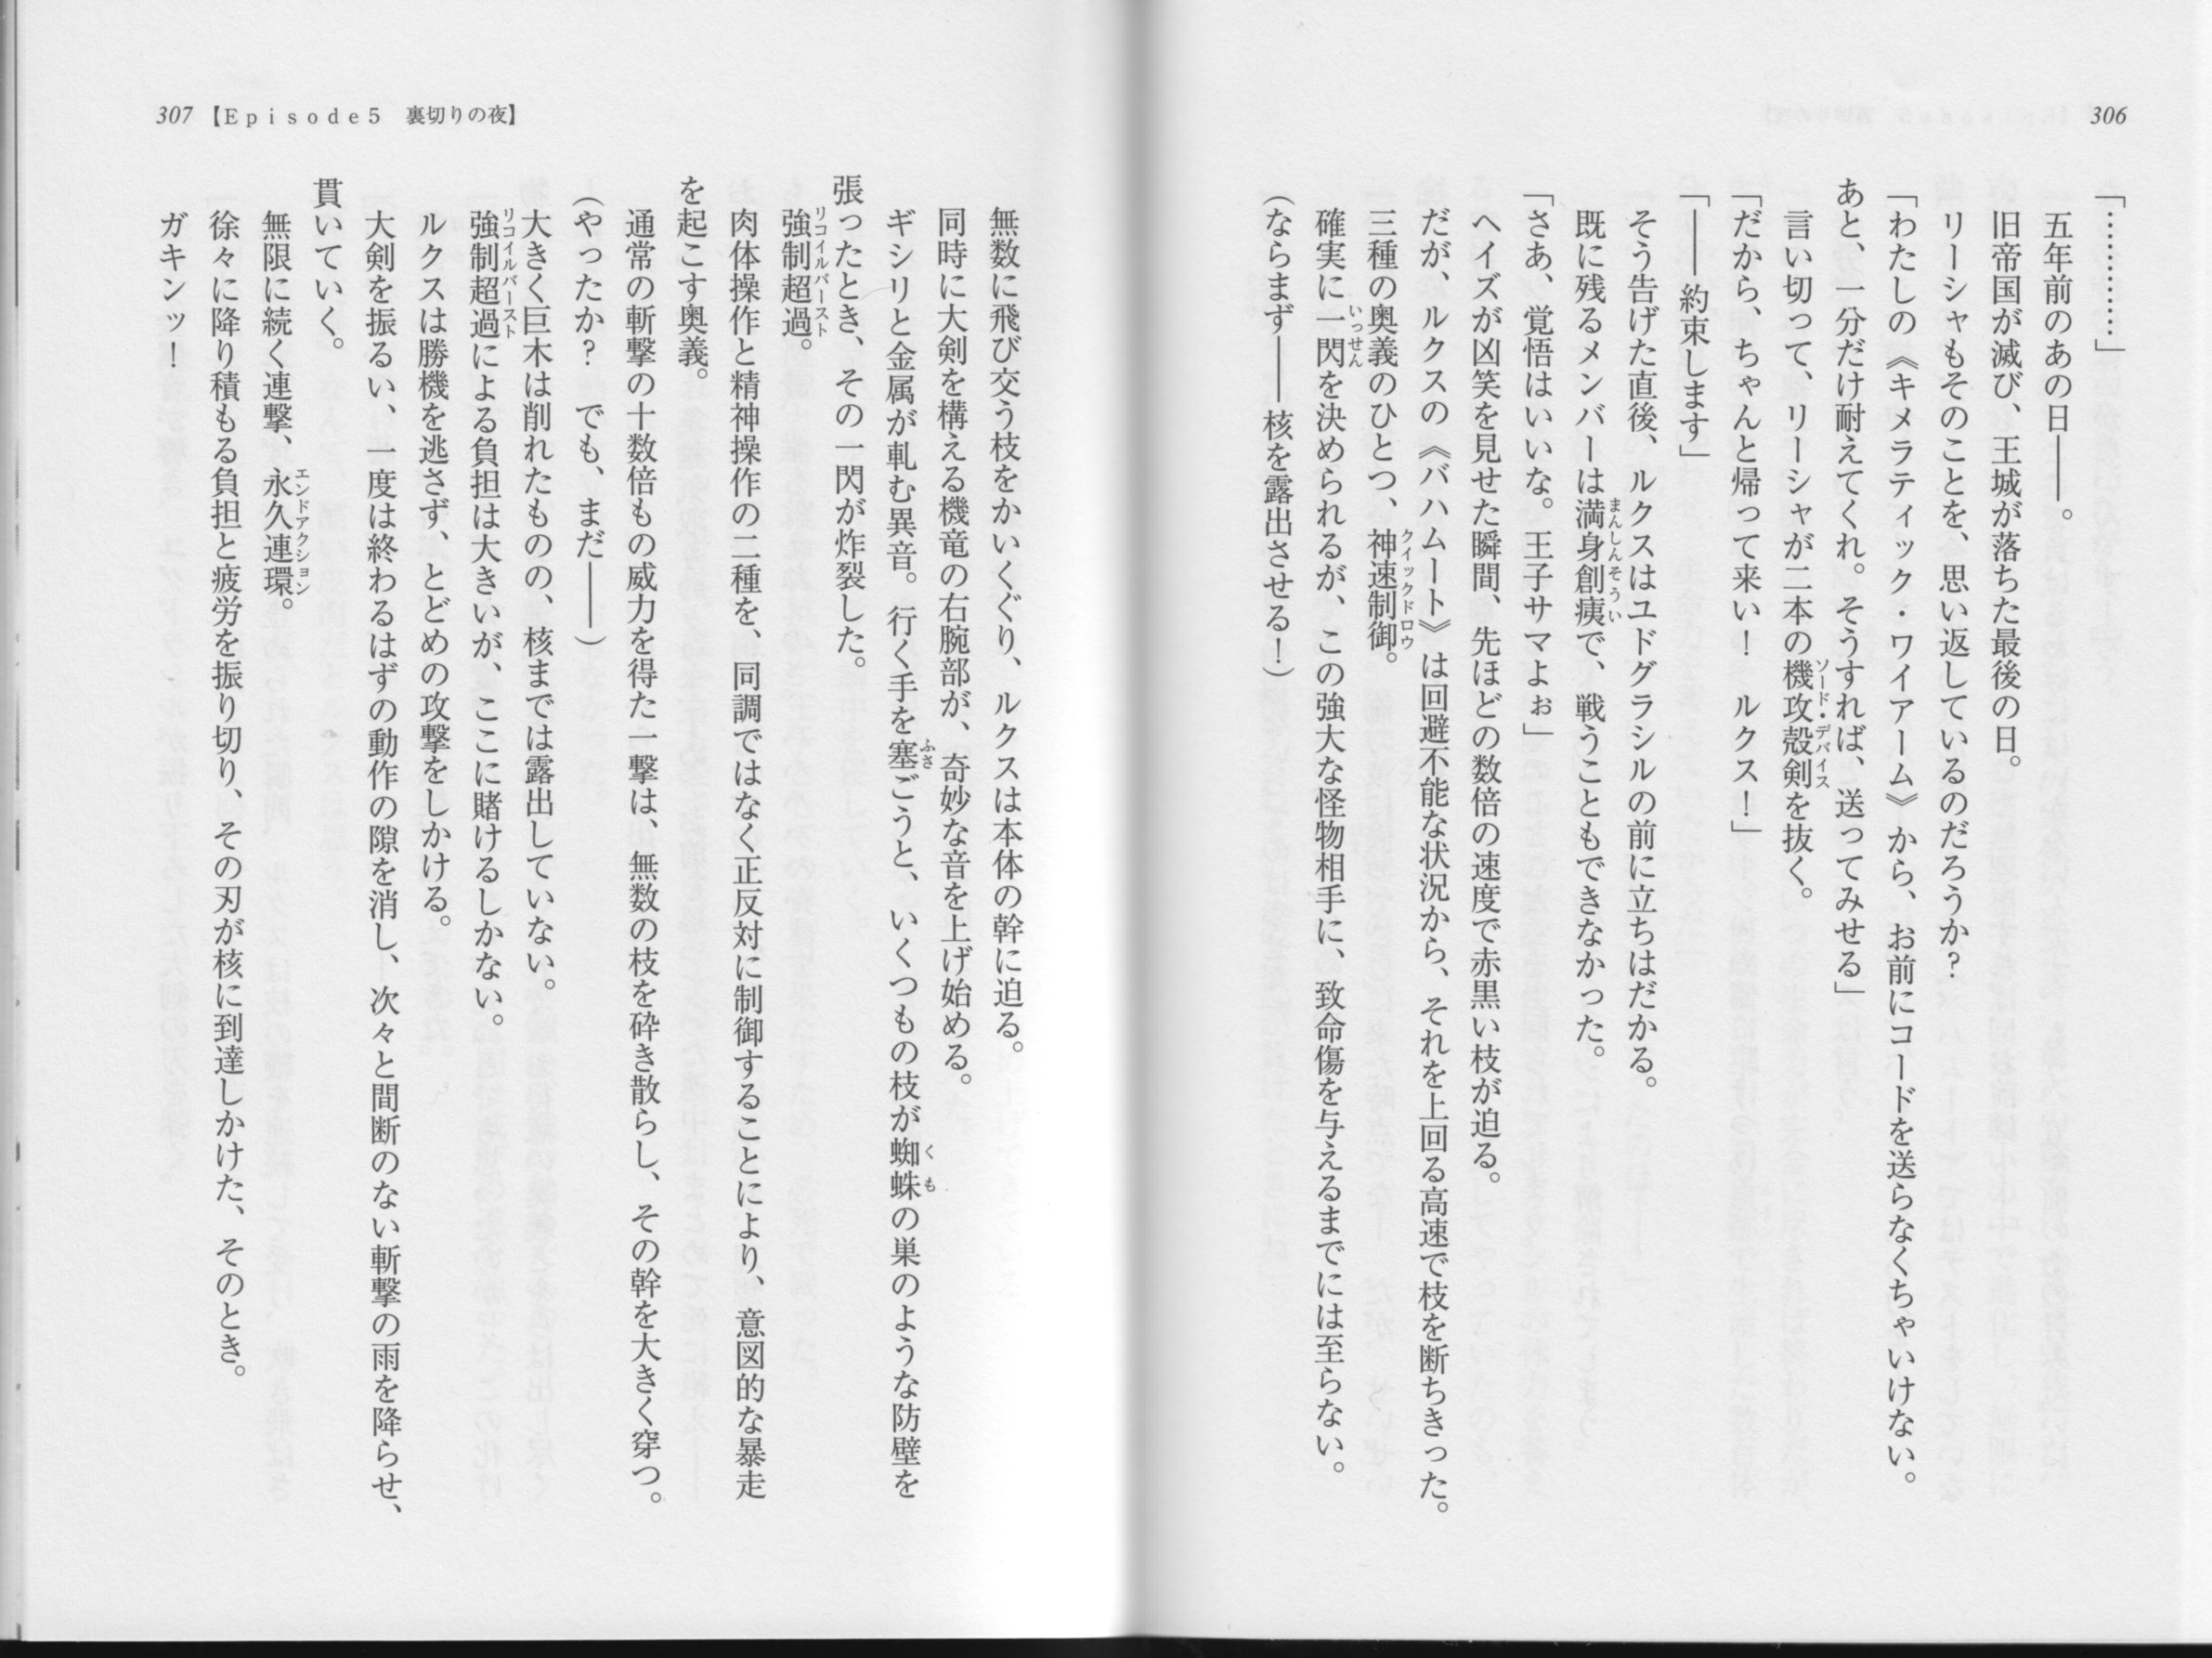 306
「…………」
五年前のあの日――。
旧帝国が滅び、王城が落ちた最後の日。
リーシャもそのことを、思い返しているのだろうか？
「わたしの《キメラティック・ワイアーム》から、お前にコードを送らなくちゃいけない。
あと、一分だけ耐えてくれ。そうすれば、送ってみせる」
言い切って、リーシャが二本の機攻殻剣を抜く。
ソード・デバイス
「だから、ちゃんと帰って来い！　ルクス！」
「――約束します」
そう告げた直後、ルクスはユドグラシルの前に立ちはだかる。
既に残るメンバーは満身創痍で、戦うこともできなかった。
まんしんそうい
「さあ、覚悟はいいな。王子サマよぉ」
ヘイズが凶笑を見せた瞬間、先ほどの数倍の速度で赤黒い枝が迫る。
だが、ルクスの《バハムート》は回避不能な状況から、それを上回る高速で枝を断ちきった。
三種の奥義のひとつ、神速制御。
クイックドロウ
確実に一閃を決められるが、この強大な怪物相手に、致命傷を与えるまでには至らない。
いっせん
（ならまず――核を露出させる！）
307【Episode5　裏切りの夜】
無数に飛び交う枝をかいくぐり、ルクスは本体の幹に迫る。
同時に大剣を構える機竜の右腕部が、奇妙な音を上げ始める。
ギシリと金属が軋む異音。行く手を塞ごうと、いくつもの枝が蜘蛛の巣のような防壁を
ふさ
くも
張ったとき、その一閃が炸裂した。
強制超過。
リコイルバースト
肉体操作と精神操作の二種を、同調ではなく正反対に制御することにより、意図的な暴走
を起こす奥義。
通常の斬撃の十数倍もの威力を得た一撃は、無数の枝を砕き散らし、その幹を大きく穿つ。
（やったか？　でも、まだ――）
大きく巨木は削れたものの、核までは露出していない。
強制超過による負担は大きいが、ここに賭けるしかない。
リコイルバースト
ルクスは勝機を逃さず、とどめの攻撃をしかける。
大剣を振るい、一度は終わるはずの動作の隙を消し、次々と間断のない斬撃の雨を降らせ、
貫いていく。
無限に続く連撃、永久連環。
エンドアクション
徐々に降り積もる負担と疲労を振り切り、その刃が核に到達しかけた、そのとき。
ガキンッ！